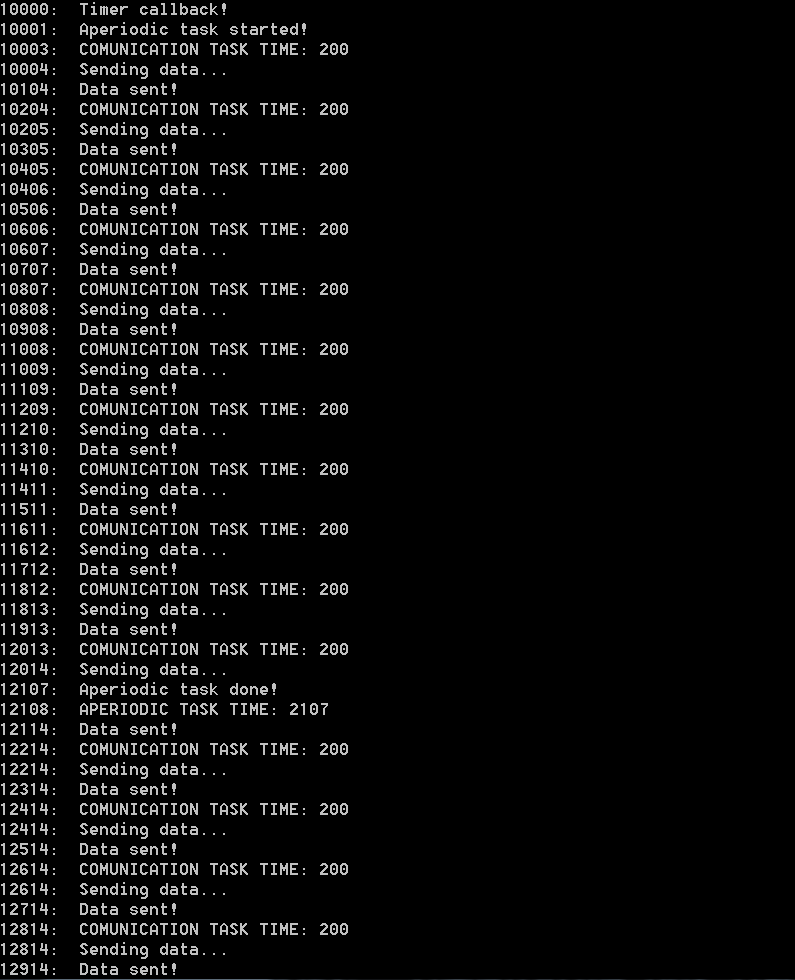 10000:  Timer callback!
10001:  Aperiodic task started!
10003:  COMUNICATION TASK TIME: 200
10004:  Sending data...
10104:  Data sent!
10204:  COMUNICATION TASK TIME: 200
10205:  Sending data...
10305:  Data sent!
10405:  COMUNICATION TASK TIME: 200
10406:  Sending data...
10506:  Data sent!
10606:  COMUNICATION TASK TIME: 200
10607:  Sending data...
10707:  Data sent!
10807:  COMUNICATION TASK TIME: 200
10808:  Sending data...
10908:  Data sent!
11008:  COMUNICATION TASK TIME: 200
11009:  Sending data...
11109:  Data sent!
11209:  COMUNICATION TASK TIME: 200
11210:  Sending data...
11310:  Data sent!
11410:  COMUNICATION TASK TIME: 200
11411:  Sending data...
11511:  Data sent!
11611:  COMUNICATION TASK TIME: 200
11612:  Sending data...
11712:  Data sent!
11812:  COMUNICATION TASK TIME: 200
11813:  Sending data...
11913:  Data sent!
12013:  COMUNICATION TASK TIME: 200
12014:  Sending data...
12107:  Aperiodic task done!
12108:  APERIODIC TASK TIME: 2107
12114:  Data sent!
12214:  COMUNICATION TASK TIME: 200
12214:  Sending data...
12314:  Data sent!
12414:  COMUNICATION TASK TIME: 200
12414:  Sending data...
12514:  Data sent!
12614:  COMUNICATION TASK TIME: 200
12614:  Sending data...
12714:  Data sent!
12814:  COMUNICATION TASK TIME: 200
12814:  Sending data...
12914:  Data sent!